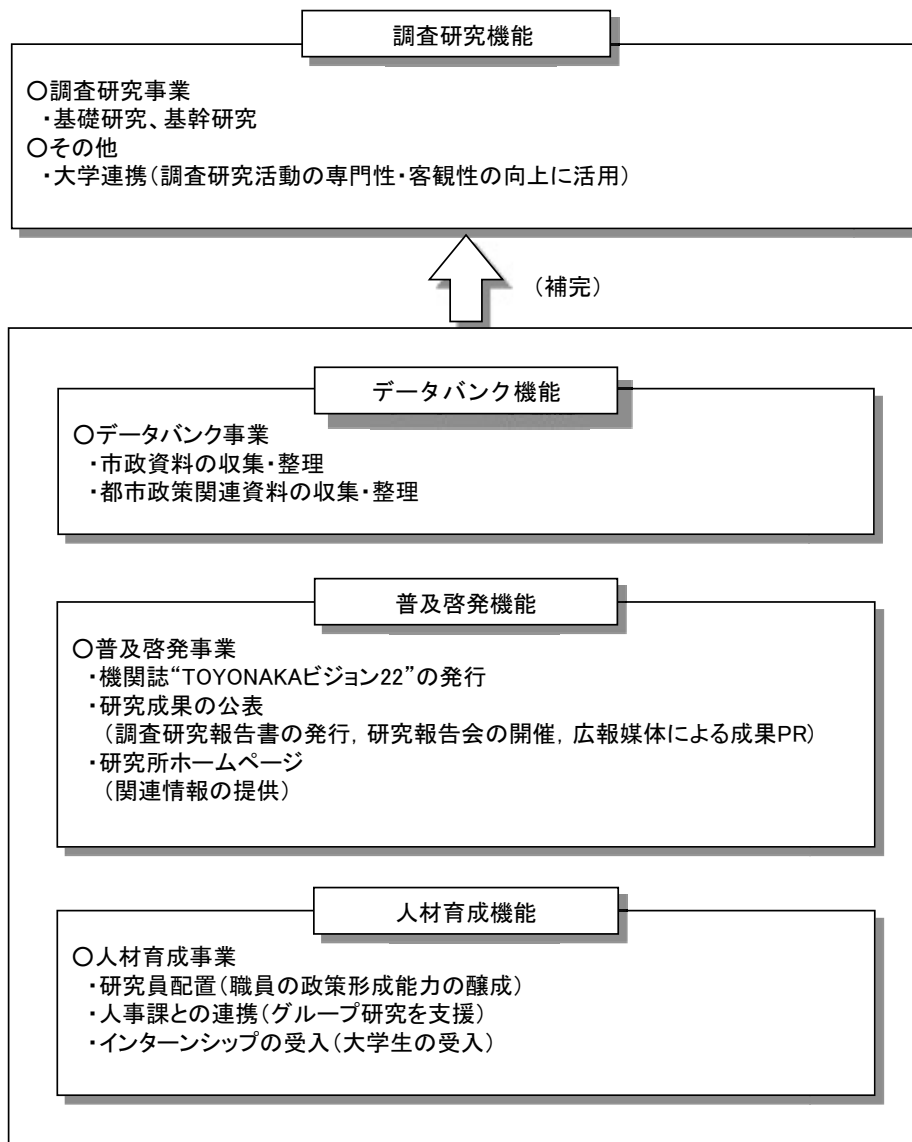 調査研究機能
○調査研究事業
・基礎研究、基幹研究
○その他
・大学連携(調査研究活動の専門性・客観性の向上に活用)
(補完)
データバンク機能
○データバンク事業
・市政資料の収集・整理
・都市政策関連資料の収集・整理
普及啓発機能
○普及啓発事業
・機関誌“TOYONAKAビジョン22”の発行
・研究成果の公表
(調査研究報告書の発行, 研究報告会の開催, 広報媒体による成果PR)
・研究所ホームページ
(関連情報の提供)
人材育成機能
○人材育成事業
・研究員配置(職員の政策形成能力の醸成)
・人事課との連携(グループ研究を支援)
・インターンシップの受入(大学生の受入)